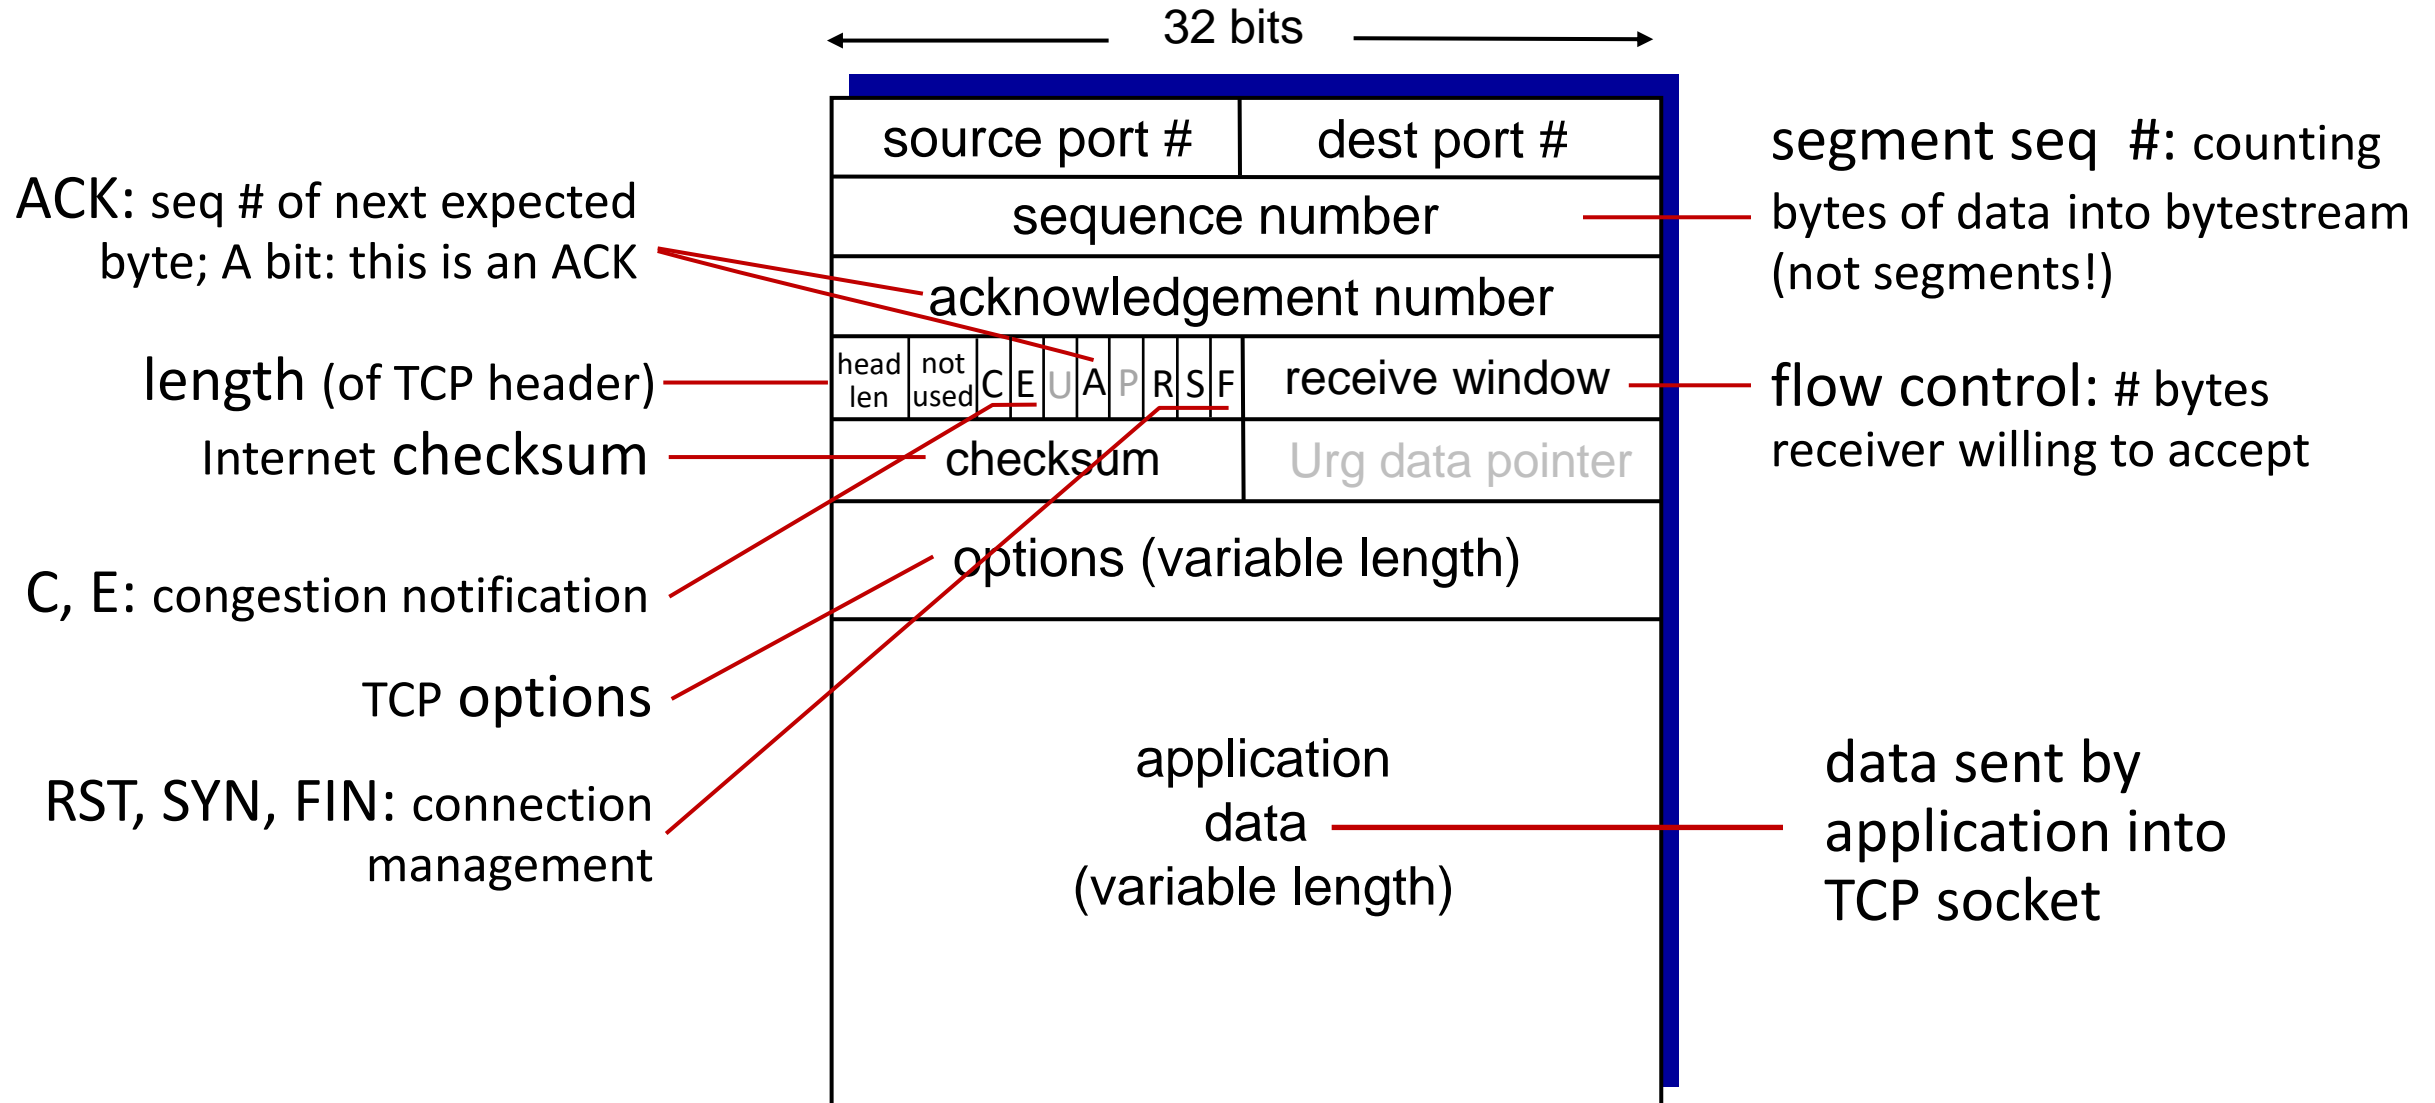 32 bits
source port #
dest port #
sequence number
acknowledgement number
head
len
not
used
C
E
U
A
P
R
S
F
receive window
checksum
Urg data pointer
options (variable length)
application
data
(variable length)
ACK: seq # of next expected
byte; A bit: this is an ACK
length (of TCP header)
Internet checksum
C, E: congestion notification
TCP options
RST, SYN, FIN: connection
management
segment seq #: counting
bytes of data into bytestream
(not segments!)
flow control: # bytes
receiver willing to accept
data sent by
application into
TCP socket